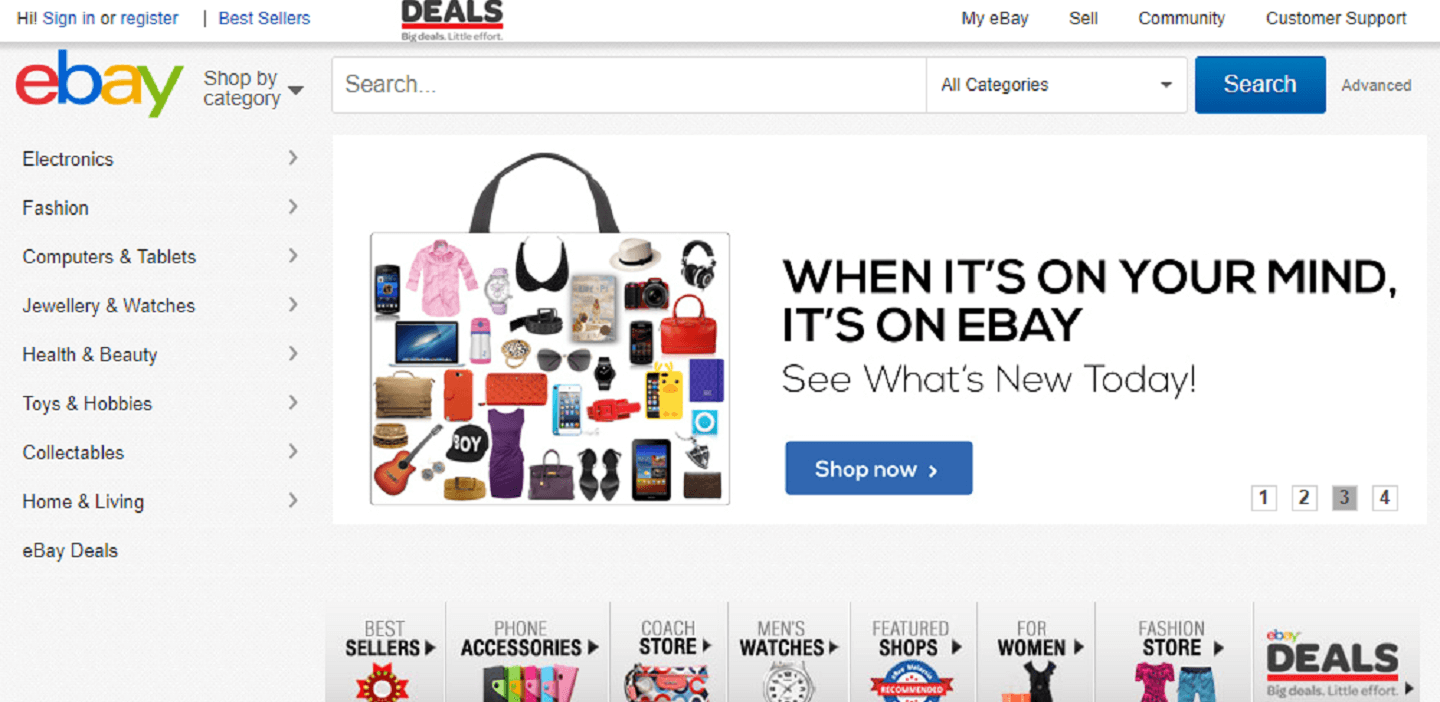 Hi! Sign in or register | Best Sellers
DEALS
Big deals. Little effort.
My eBay Sell Community Customer Support
ebay
Shop by
category
Search...
All Categories
Search
Advanced
Electronics
Fashion
Computers & Tablets
Jewellery & Watches
Health & Beauty
Toys & Hobbies
Collectables
Home & Living
eBay Deals
BOY
WHEN IT'S ON YOUR MIND,
IT'S ON EBAY
See What's New Today!
Shop now
1 2 3 4
BEST
SELLERS
PHONE
ACCESSORIES
COACH
STORE
MEN'S
WATCHES
FEATURED
SHOPS
RECOMMENDED
FOR
WOMEN
FASHION
STORE
ebay
DEALS
Big deals. Little effort.